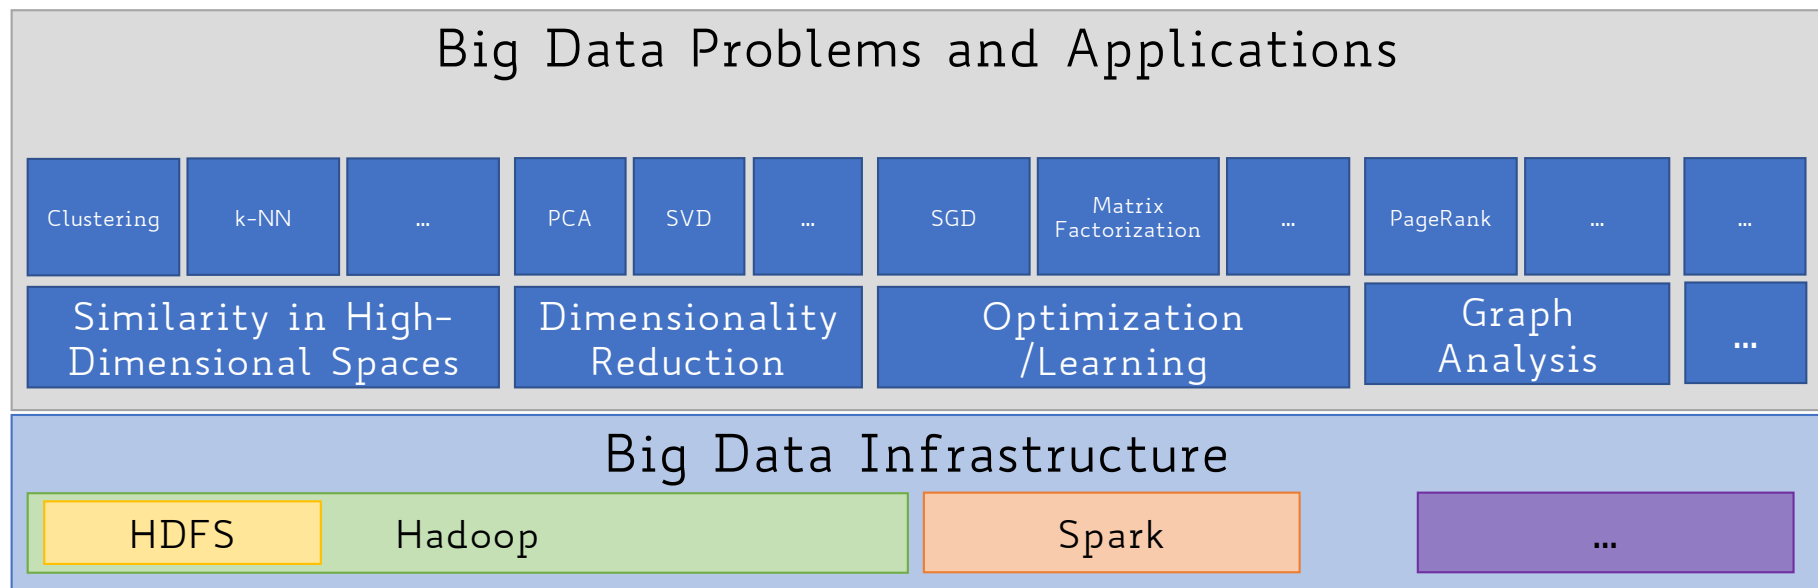 Big Data Problems and Applications
Clustering
k-NN
...
PCA
SVD
...
SGD
Matrix
Factorization
...
PageRank
...
...
Similarity in High-
Dimensional Spaces
Dimensionality
Reduction
Optimization
/Learning
Graph
Analysis
...
Big Data Infrastructure
HDFS
Hadoop
Spark
...